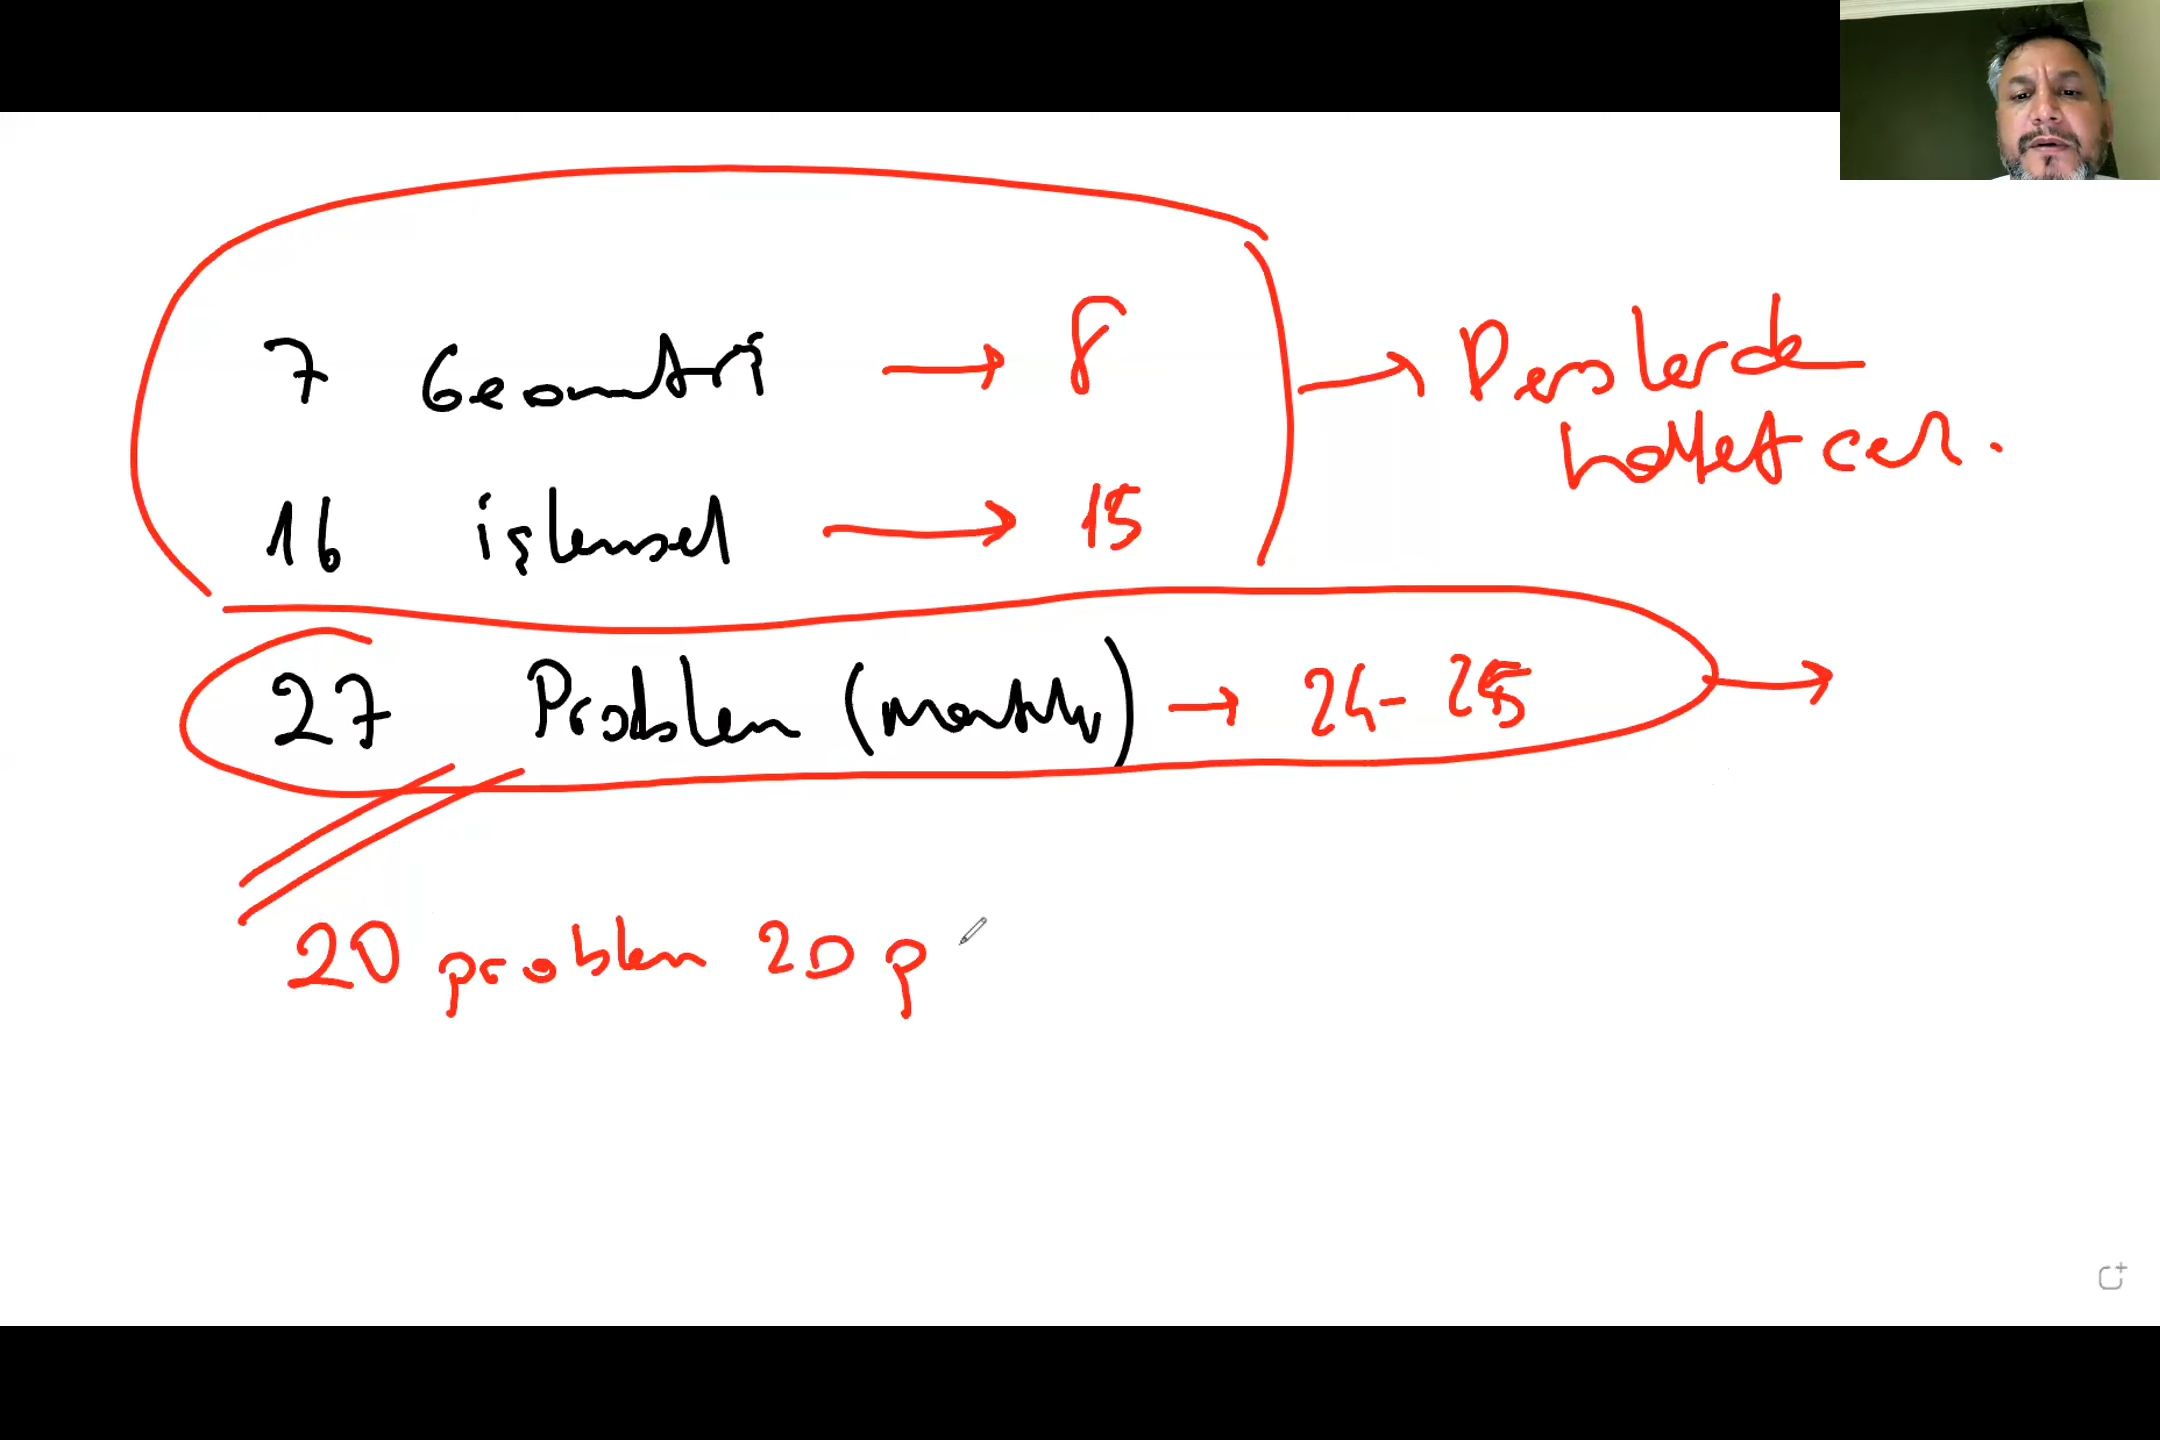 7 Geometri → 8
16 işlemsel → 15
→ Derslerde
hallet cen.
27 Problem (mantık) → 24-25 →
20 problem 20 p